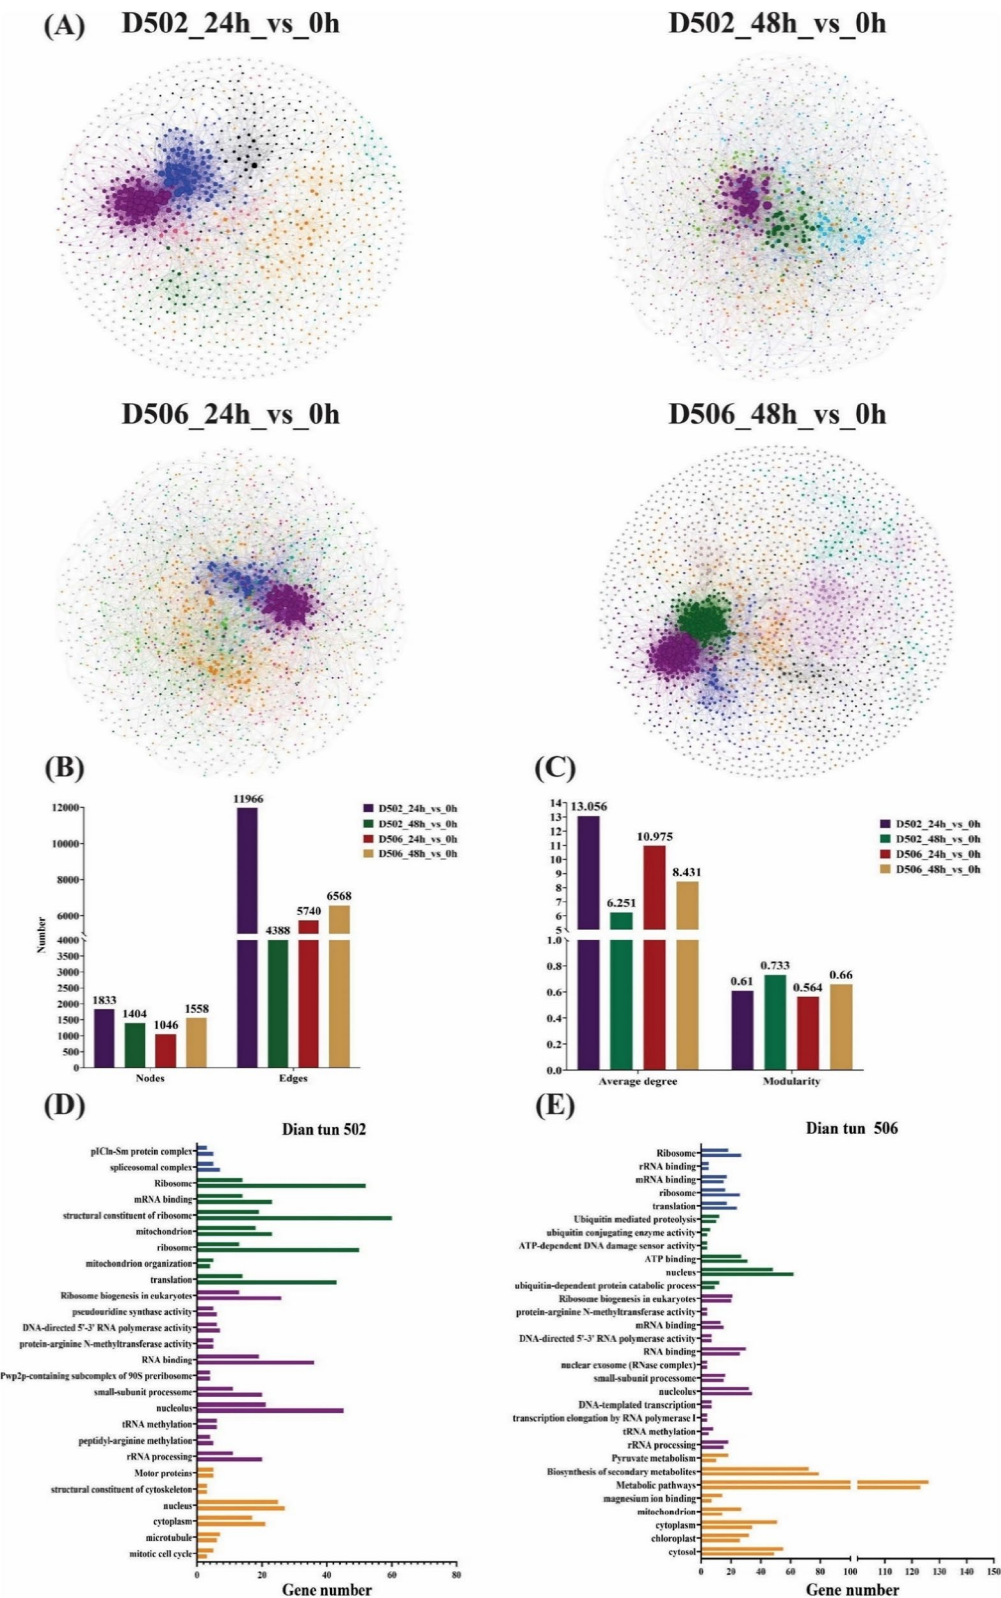 (A)
D502_24h_vs_0h
D502_48h_vs_0h
D506_24h_vs_0h
D506_48h_vs_0h
(B)
12000
10000
8000
6000
4000
3500
3000
2500
2000
1500
1000
500
0
Number
1833
1404
1046
1558
11966
4388
5740
6568
Nodes
Edges
D502_24h_vs_0h
D502_48h_vs_0h
D506_24h_vs_0h
D506_48h_vs_0h
(C)
14
13
12
11
10
9
8
7
6
5
1.0
0.8
0.6
0.4
0.2
0.0
13.056
6.251
10.975
8.431
0.61
0.733
0.564
0.66
Average degree
Modularity
D502_24h_vs_0h
D502_48h_vs_0h
D506_24h_vs_0h
D506_48h_vs_0h
(D)
Dian tun 502
pICln-Sm protein complex
spliceosomal complex
Ribosome
mRNA binding
structural constituent of ribosome
mitochondrion
ribosome
mitochondrion organization
translation
Ribosome biogenesis in eukaryotes
pseudouridine synthase activity
DNA-directed 5'-3' RNA polymerase activity
protein-arginine N-methyltransferase activity
RNA binding
Pwp2p-containing subcomplex of 90S preribosome
small-subunit processome
nucleolus
tRNA methylation
peptidyl-arginine methylation
rRNA processing
Motor proteins
structural constituent of cytoskeleton
nucleus
cytoplasm
microtubule
mitotic cell cycle
0 20 40 60 80
Gene number
(E)
Dian tun 506
Ribosome
rRNA binding
mRNA binding
ribosome
translation
Ubiquitin mediated proteolysis
ubiquitin conjugating enzyme activity
ATP-dependent DNA damage sensor activity
ATP binding
nucleus
ubiquitin-dependent protein catabolic process
Ribosome biogenesis in eukaryotes
protein-arginine N-methyltransferase activity
mRNA binding
DNA-directed 5'-3' RNA polymerase activity
RNA binding
nuclear exosome (RNase complex)
small-subunit processome
nucleolus
DNA-templated transcription
transcription elongation by RNA polymerase I
tRNA methylation
rRNA processing
Pyruvate metabolism
Biosynthesis of secondary metabolites
Metabolic pathways
magnesium ion binding
mitochondrion
cytoplasm
chloroplast
cytosol
0 20 40 60 80 100 110 120 130 140 150
Gene number